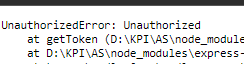 UnauthorizedError: Unauthorized
at getToken (D:\KPI\AS\node_module
at D:\KPI\AS\node_modules\express-